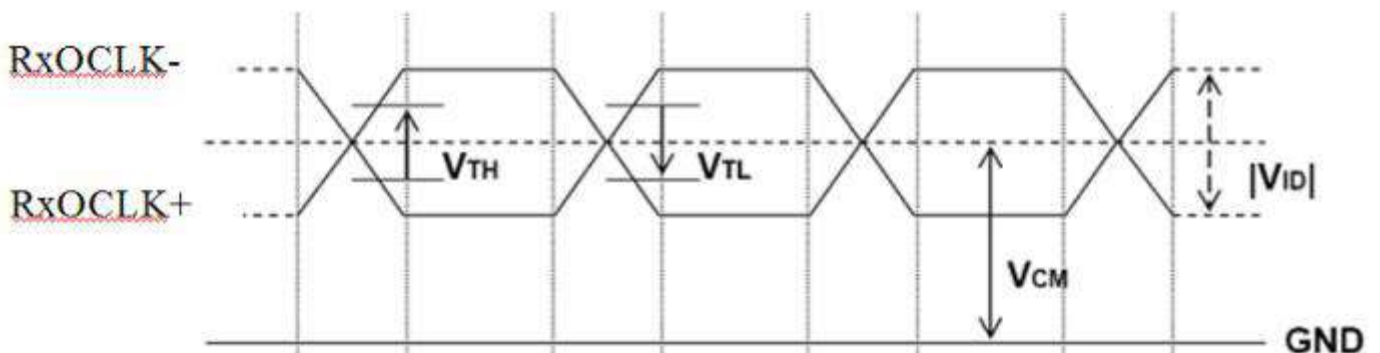 RxOCLK-
VTH
VTL
RxOCLK+
|VID|
VCM
GND